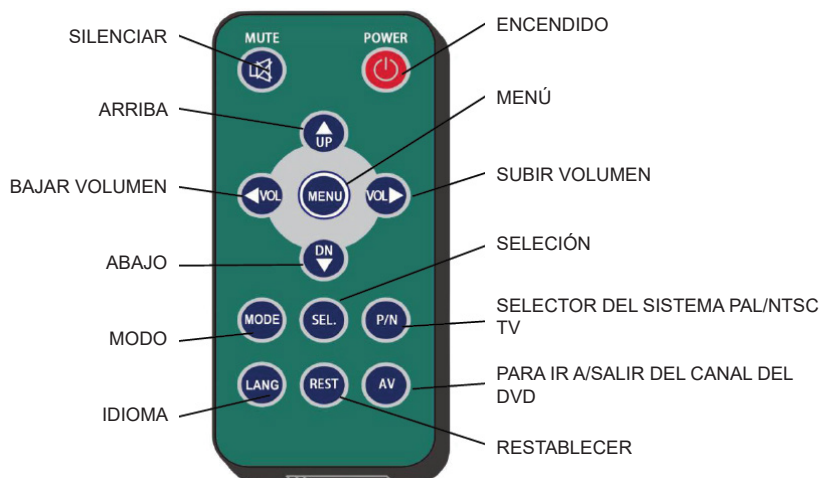 SILENCIAR
MUTE
POWER
ENCENDIDO
ARRIBA
UP
MENÚ
BAJAR VOLUMEN
VOL
MENU
VOL
SUBIR VOLUMEN
ABAJO
DN
SELECIÓN
MODO
MODE
SEL.
P/N
SELECTOR DEL SISTEMA PAL/NTSC
TV
IDIOMA
LANG
REST
AV
PARA IR A/SALIR DEL CANAL DEL
DVD
RESTABLECER